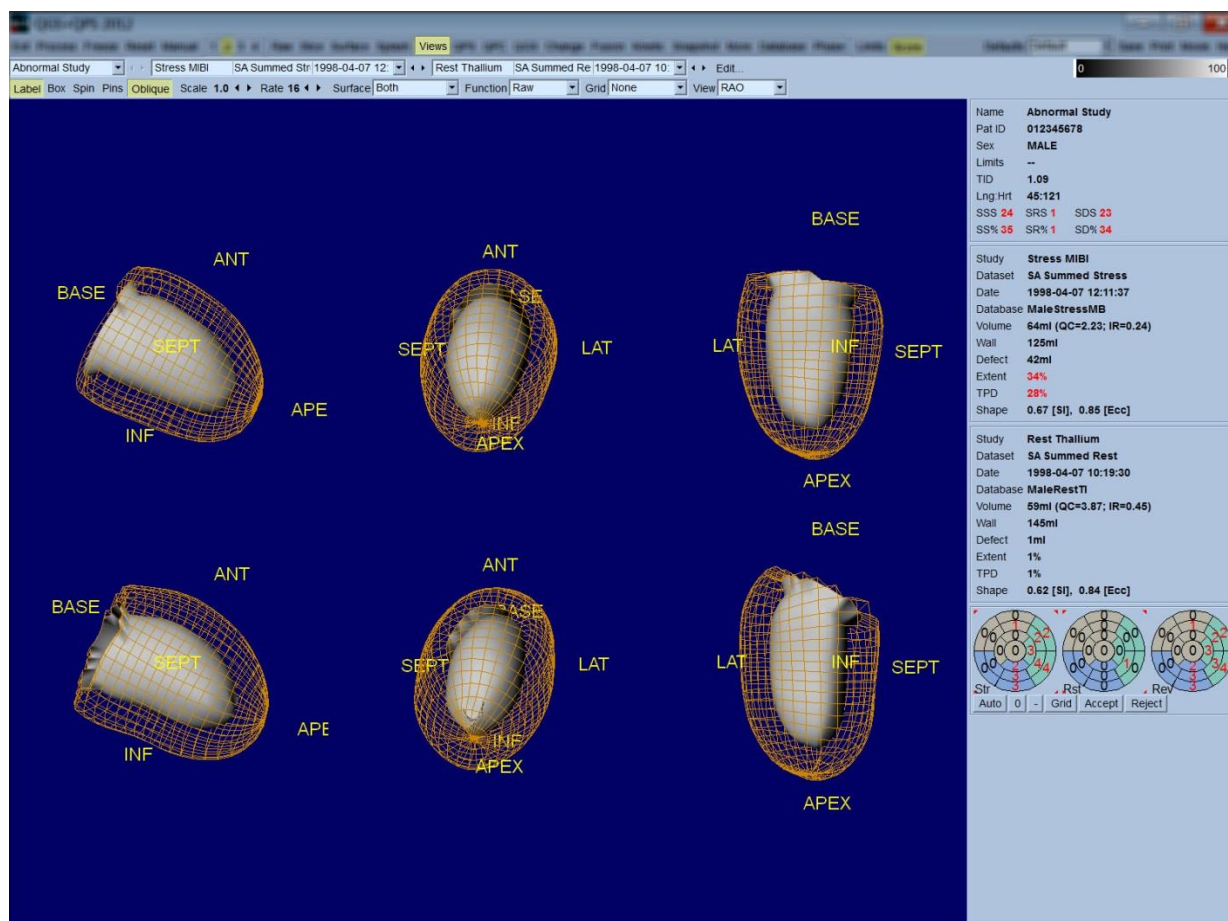 Views
Abnormal Study Stress MIBI SA Summed Str 1998-04-07 12: Rest Thallium SA Summed Re 1998-04-07 10: Edit...
0 100
Label Box Spin Pins Oblique Scale 1.0 Rate 16 Surface Both Function Raw Grid None View RAO
BASE
ANT
SEPT
APE
INF
ANT
SE
SEPT
LAT
INF
APEX
BASE
LAT
INF
SEPT
APEX
ANT
BASE
SEPT
APE
INF
ANT
BASE
SEPT
LAT
INF
APEX
BASE
LAT
INF
SEPT
APEX
Name Abnormal Study
Pat ID 012345678
Sex MALE
Limits --
TID 1.09
Lng:Hrt 45:121
SSS 24 SRS 1 SDS 23
SS% 35 SR% 1 SD% 34
Study Stress MIBI
Dataset SA Summed Stress
Date 1998-04-07 12:11:37
Database MaleStressMB
Volume 64ml (QC=2.23; IR=0.24)
Wall 125ml
Defect 42ml
Extent 34%
TPD 28%
Shape 0.67 [SI], 0.85 [Ecc]
Study Rest Thallium
Dataset SA Summed Rest
Date 1998-04-07 10:19:30
Database MaleRestTl
Volume 59ml (QC=3.87; IR=0.45)
Wall 145ml
Defect 1ml
Extent 1%
TPD 1%
Shape 0.62 [SI], 0.84 [Ecc]
Str Rst Rev
Auto 0 - Grid Accept Reject